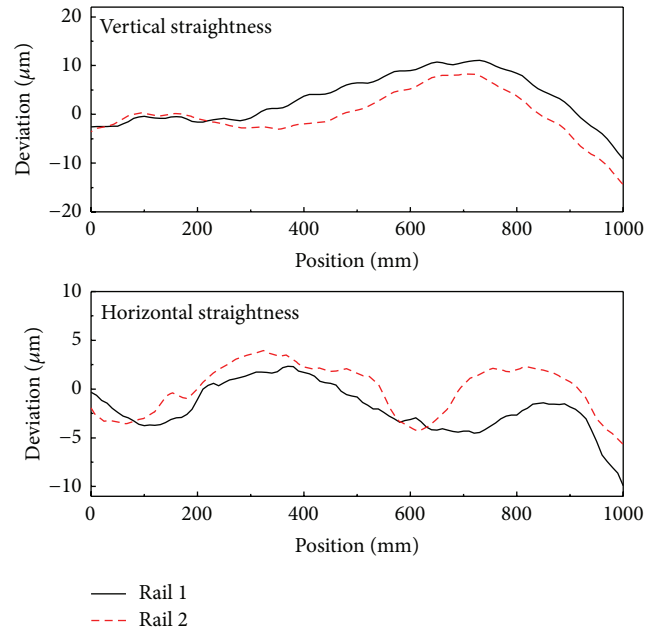 Vertical straightness
Deviation (μm)
20
10
0
−10
−20
0 200 400 600 800 1000
Position (mm)
Horizontal straightness
Deviation (μm)
10
5
0
−5
−10
0 200 400 600 800 1000
Position (mm)
Rail 1
Rail 2